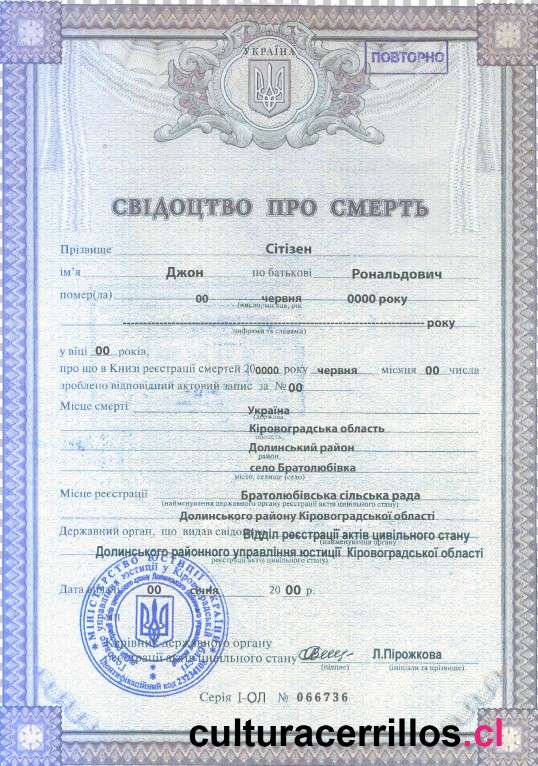 УКРАЇНА
ПОВТОРНО
СВІДОЦТВО ПРО СМЕРТЬ
Прізвище Сітізен
ім'я Джон по батькові Рональдович
помер(ла) 00 червня 0000 року
(число, місяць, рік
року
цифрами та словами)
у віці 00 років,
про що в Книзі реєстрації смертей 200000 року червня місяця 00 числа
зроблено відповідний актовий запис за № 00
Місце смерті Україна
держава,
Кіровоградська область
область,
Долинський район
район,
село Братолюбівка
місто, селище (село)
Місце реєстрації Братолюбівська сільська рада
(найменування державного органу реєстрації актів цивільного стану)
Долинського району Кіровоградської області
Державний орган, що видав свідоцтво Відділ реєстрації актів цивільного стану
(найменування органу
Долинського районного управління юстиції Кіровоградської області
реєстрації актів цивільного стану)
Дата видачі 00 січня 20 00 р.
МІНІСТЕРСТВО ЮСТИЦІЇ УКРАЇНИ
Керівник державного органу
реєстрації актів цивільного стану Л.Пірожкова
(підпис) (ініціали та прізвище)
Серія І-ОЛ № 066736
culturacerrillos.cl